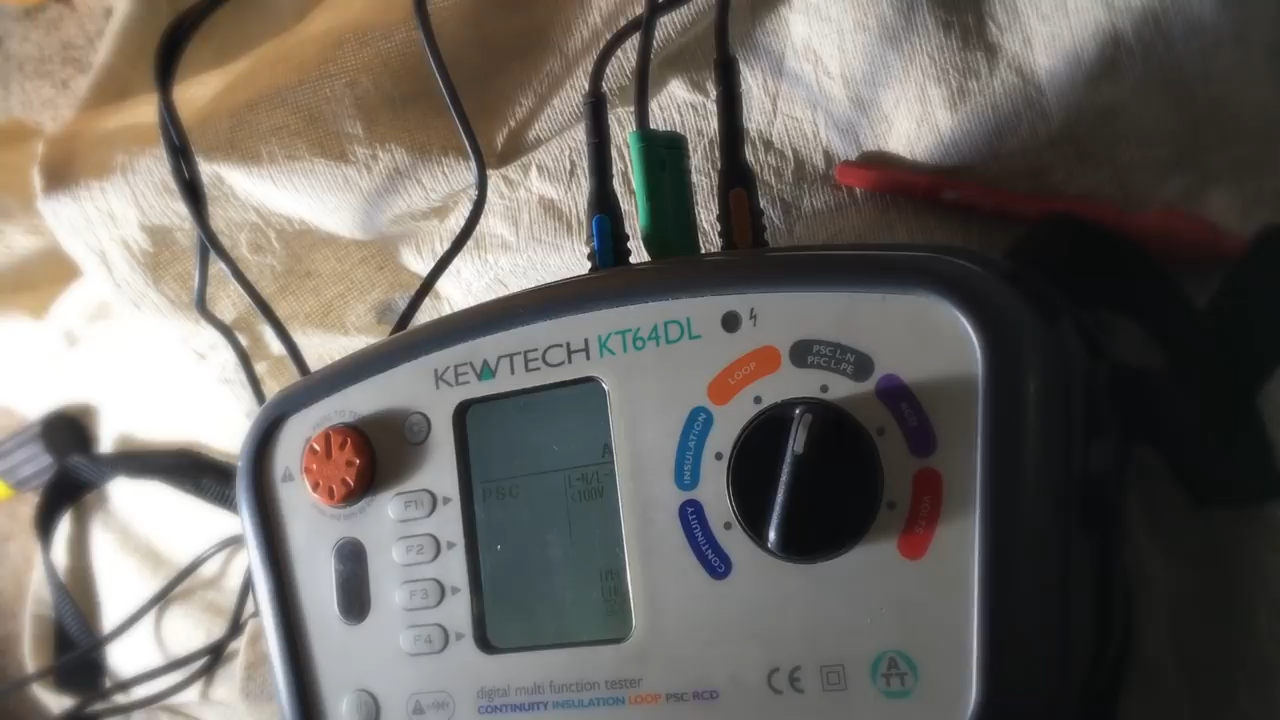 KEWTECH KT64DL
LOOP
PSC L-N
PFC L-PE
RCD
INSULATION
VOLTS
CONTINUITY
PSC
L-N/L-
<100V
F1
F2
F3
F4
digital multi function tester
CONTINUITY INSULATION LOOP PSC RCD
CE
ATT